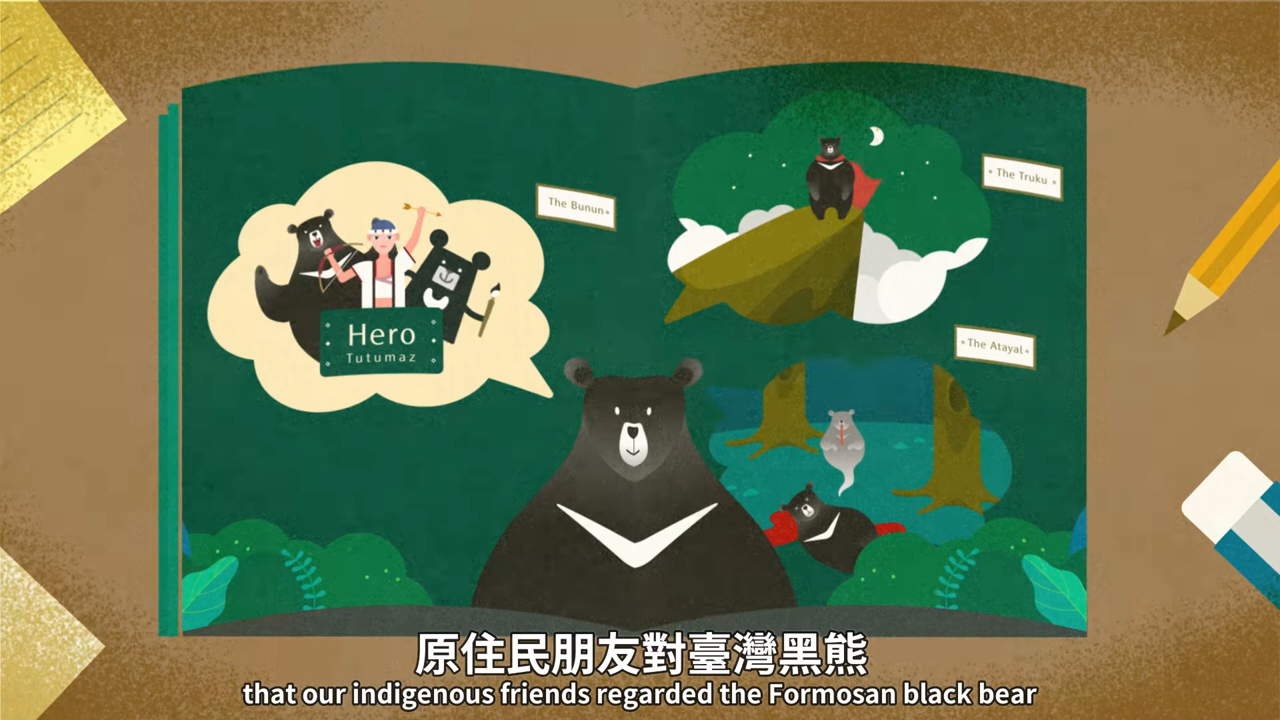 The Bunun
The Truku
Hero
Tutumaz
The Atayal
原住民朋友對臺灣黑熊
that our indigenous friends regarded the Formosan black bear